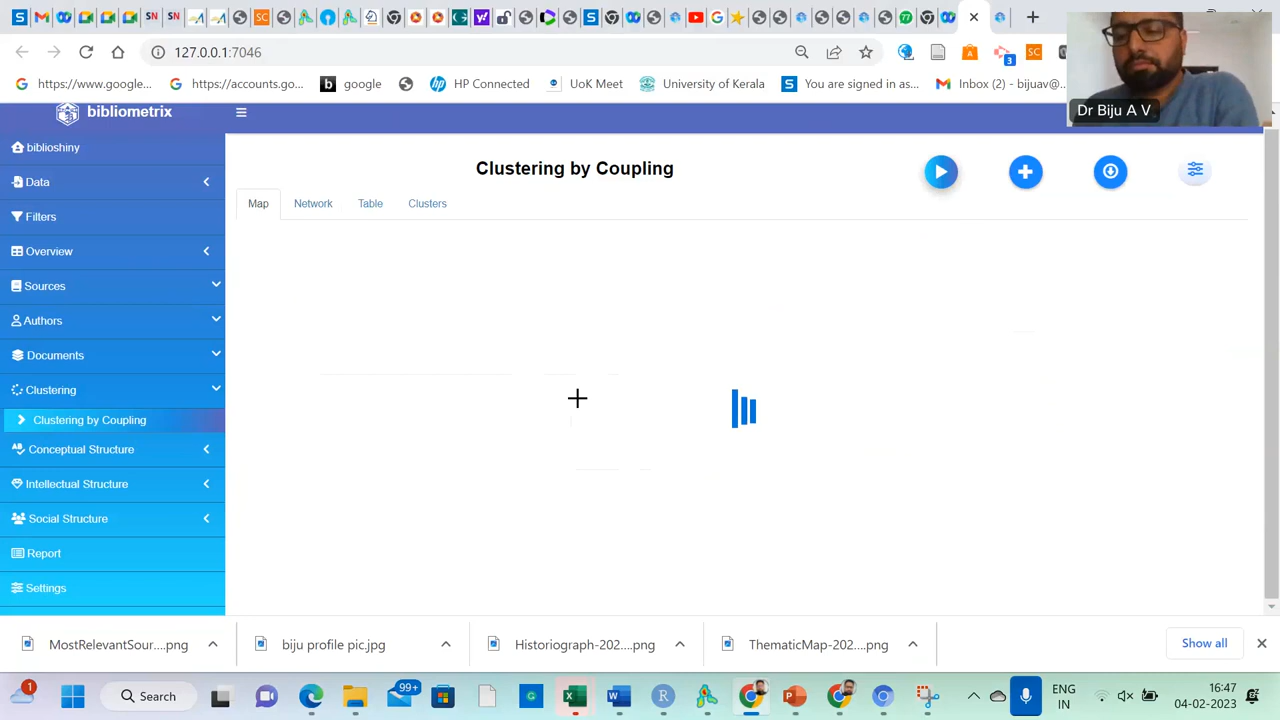 127.0.0.1:7046
3
SC
https://www.google...
https://accounts.go...
google
HP Connected
UoK Meet
University of Kerala
You are signed in as...
Inbox (2) - bijuav@...
Dr Biju A V
bibliometrix
biblioshiny
Data
Filters
Overview
Sources
Authors
Documents
Clustering
Clustering by Coupling
Conceptual Structure
Intellectual Structure
Social Structure
Report
Settings
Clustering by Coupling
Map
Network
Table
Clusters
MostRelevantSour....png
biju profile pic.jpg
Historiograph-202....png
ThematicMap-202....png
Show all
1
Search
99+
ENG
IN
16:47
04-02-2023